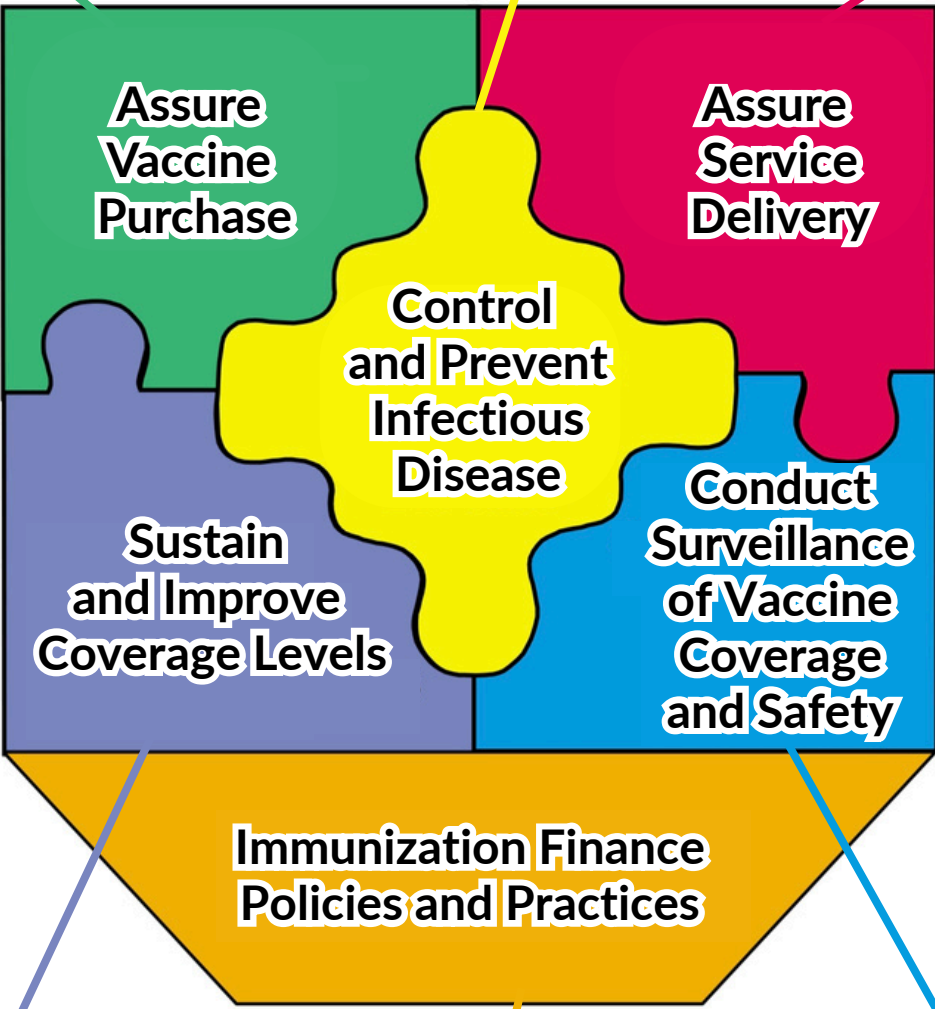 Assure
Vaccine
Purchase
Assure
Service
Delivery
Control
and Prevent
Infectious
Disease
Sustain
and Improve
Coverage Levels
Conduct
Surveillance
of Vaccine
Coverage
and Safety
Immunization Finance
Policies and Practices